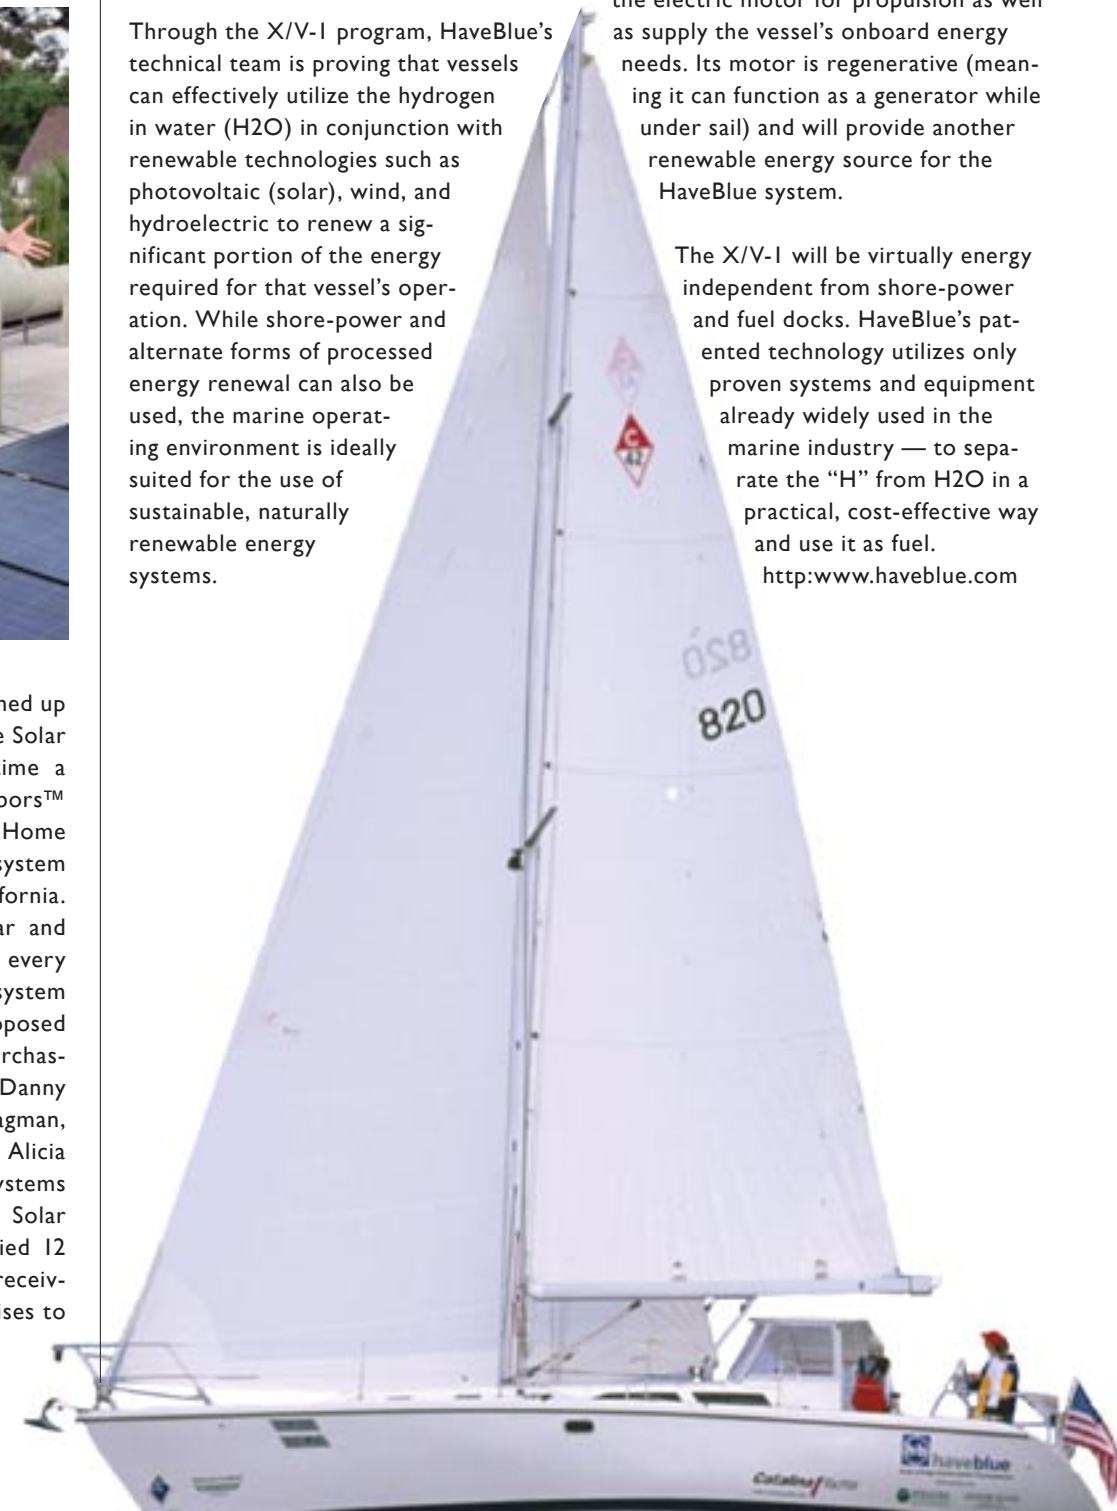 Through the X/V-1 program, HaveBlue's
technical team is proving that vessels
can effectively utilize the hydrogen
in water (H2O) in conjunction with
renewable technologies such as
photovoltaic (solar), wind, and
hydroelectric to renew a sig-
nificant portion of the energy
required for that vessel's oper-
ation. While shore-power and
alternate forms of processed
energy renewal can also be
used, the marine operat-
ing environment is ideally
suited for the use of
sustainable, naturally
renewable energy
systems.
the electric motor for propulsion as well
as supply the vessel's onboard energy
needs. Its motor is regenerative (mean-
ing it can function as a generator while
under sail) and will provide another
renewable energy source for the
HaveBlue system.
The X/V-1 will be virtually energy
independent from shore-power
and fuel docks. HaveBlue's pat-
ented technology utilizes only
proven systems and equipment
already widely used in the
marine industry — to sepa-
rate the “H” from H2O in a
practical, cost-effective way
and use it as fuel.
http:www.haveblue.com
ned up
e Solar
ime a
bors™
Home
system
fornia.
ar and
every
system
pposed
rchas-
Danny
agman,
Alicia
ystems
Solar
ied 12
receiv-
ises to
C
42
820
820
haveblue
Catalina Yachts